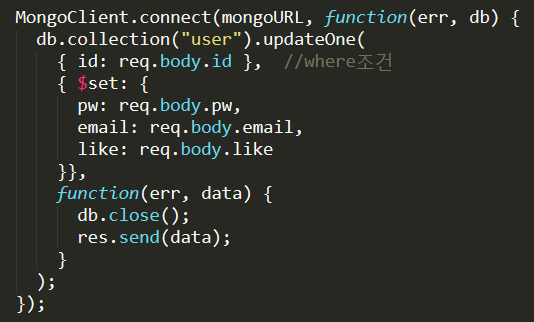 MongoClient.connect(mongoURL, function(err, db) {
  db.collection("user").updateOne(
    { id: req.body.id },  //where조건
    { $set: {
      pw: req.body.pw,
      email: req.body.email,
      like: req.body.like
    }},
    function(err, data) {
      db.close();
      res.send(data);
    }
  );
});